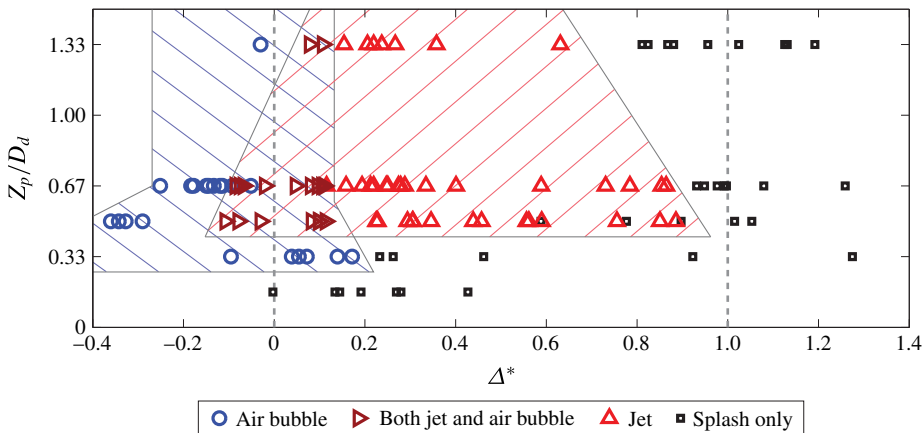 1.33
1.00
0.67
0.33
0
Z_p/D_d
−0.4 −0.2 0 0.2 0.4 0.6 0.8 1.0 1.2 1.4
Δ*
Air bubble Both jet and air bubble Jet Splash only